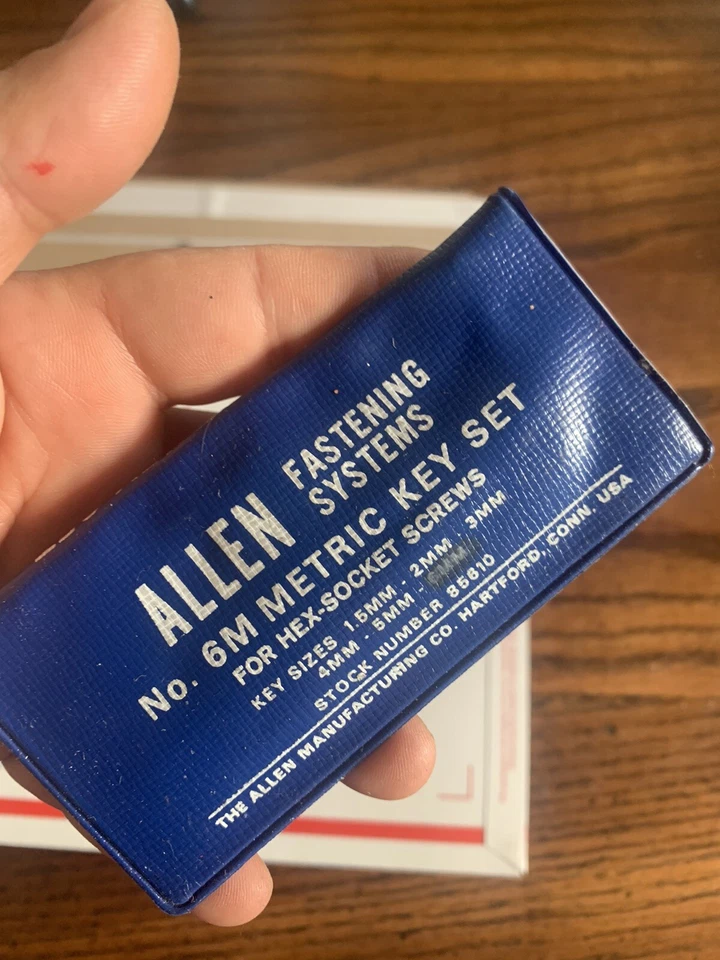 ALLEN FASTENING SYSTEMS
No. 6M METRIC KEY SET
FOR HEX-SOCKET SCREWS
KEY SIZES 1.5MM - 2MM 3MM
4MM - 5MM -
STOCK NUMBER 85610
THE ALLEN MANUFACTURING CO. HARTFORD, CONN. USA